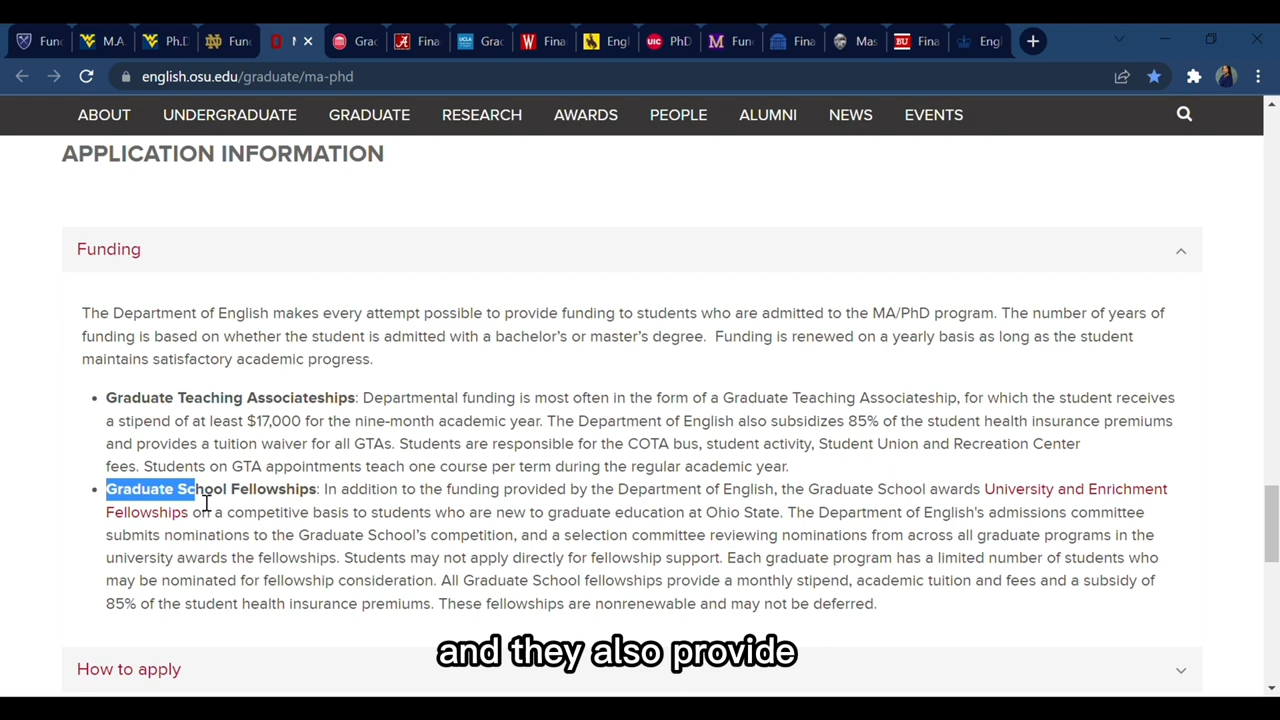 Func
M.A.
Ph.D
Func
Grac
Fina
Grac
Fina
Engl
PhD
Func
Fina
Mas
Fina
Engl
english.osu.edu/graduate/ma-phd
ABOUT UNDERGRADUATE GRADUATE RESEARCH AWARDS PEOPLE ALUMNI NEWS EVENTS
APPLICATION INFORMATION
Funding
The Department of English makes every attempt possible to provide funding to students who are admitted to the MA/PhD program. The number of years of
funding is based on whether the student is admitted with a bachelor's or master's degree. Funding is renewed on a yearly basis as long as the student
maintains satisfactory academic progress.
• Graduate Teaching Associateships: Departmental funding is most often in the form of a Graduate Teaching Associateship, for which the student receives
a stipend of at least $17,000 for the nine-month academic year. The Department of English also subsidizes 85% of the student health insurance premiums
and provides a tuition waiver for all GTAs. Students are responsible for the COTA bus, student activity, Student Union and Recreation Center
fees. Students on GTA appointments teach one course per term during the regular academic year.
• Graduate School Fellowships: In addition to the funding provided by the Department of English, the Graduate School awards University and Enrichment
Fellowships on a competitive basis to students who are new to graduate education at Ohio State. The Department of English's admissions committee
submits nominations to the Graduate School's competition, and a selection committee reviewing nominations from across all graduate programs in the
university awards the fellowships. Students may not apply directly for fellowship support. Each graduate program has a limited number of students who
may be nominated for fellowship consideration. All Graduate School fellowships provide a monthly stipend, academic tuition and fees and a subsidy of
85% of the student health insurance premiums. These fellowships are nonrenewable and may not be deferred.
and they also provide
How to apply